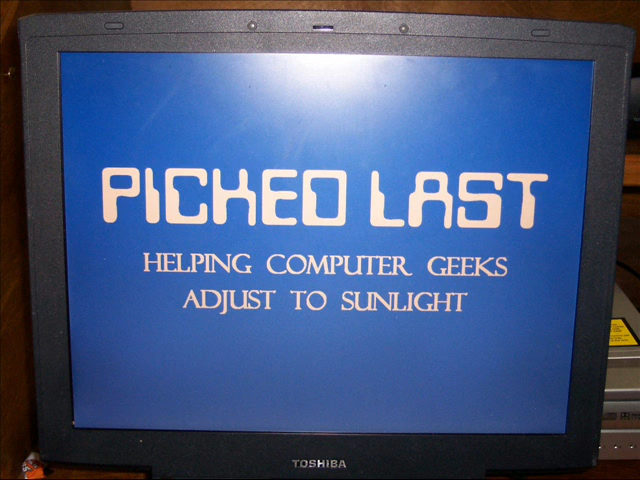 PICKED LAST
HELPING COMPUTER GEEKS
ADJUST TO SUNLIGHT
TOSHIBA